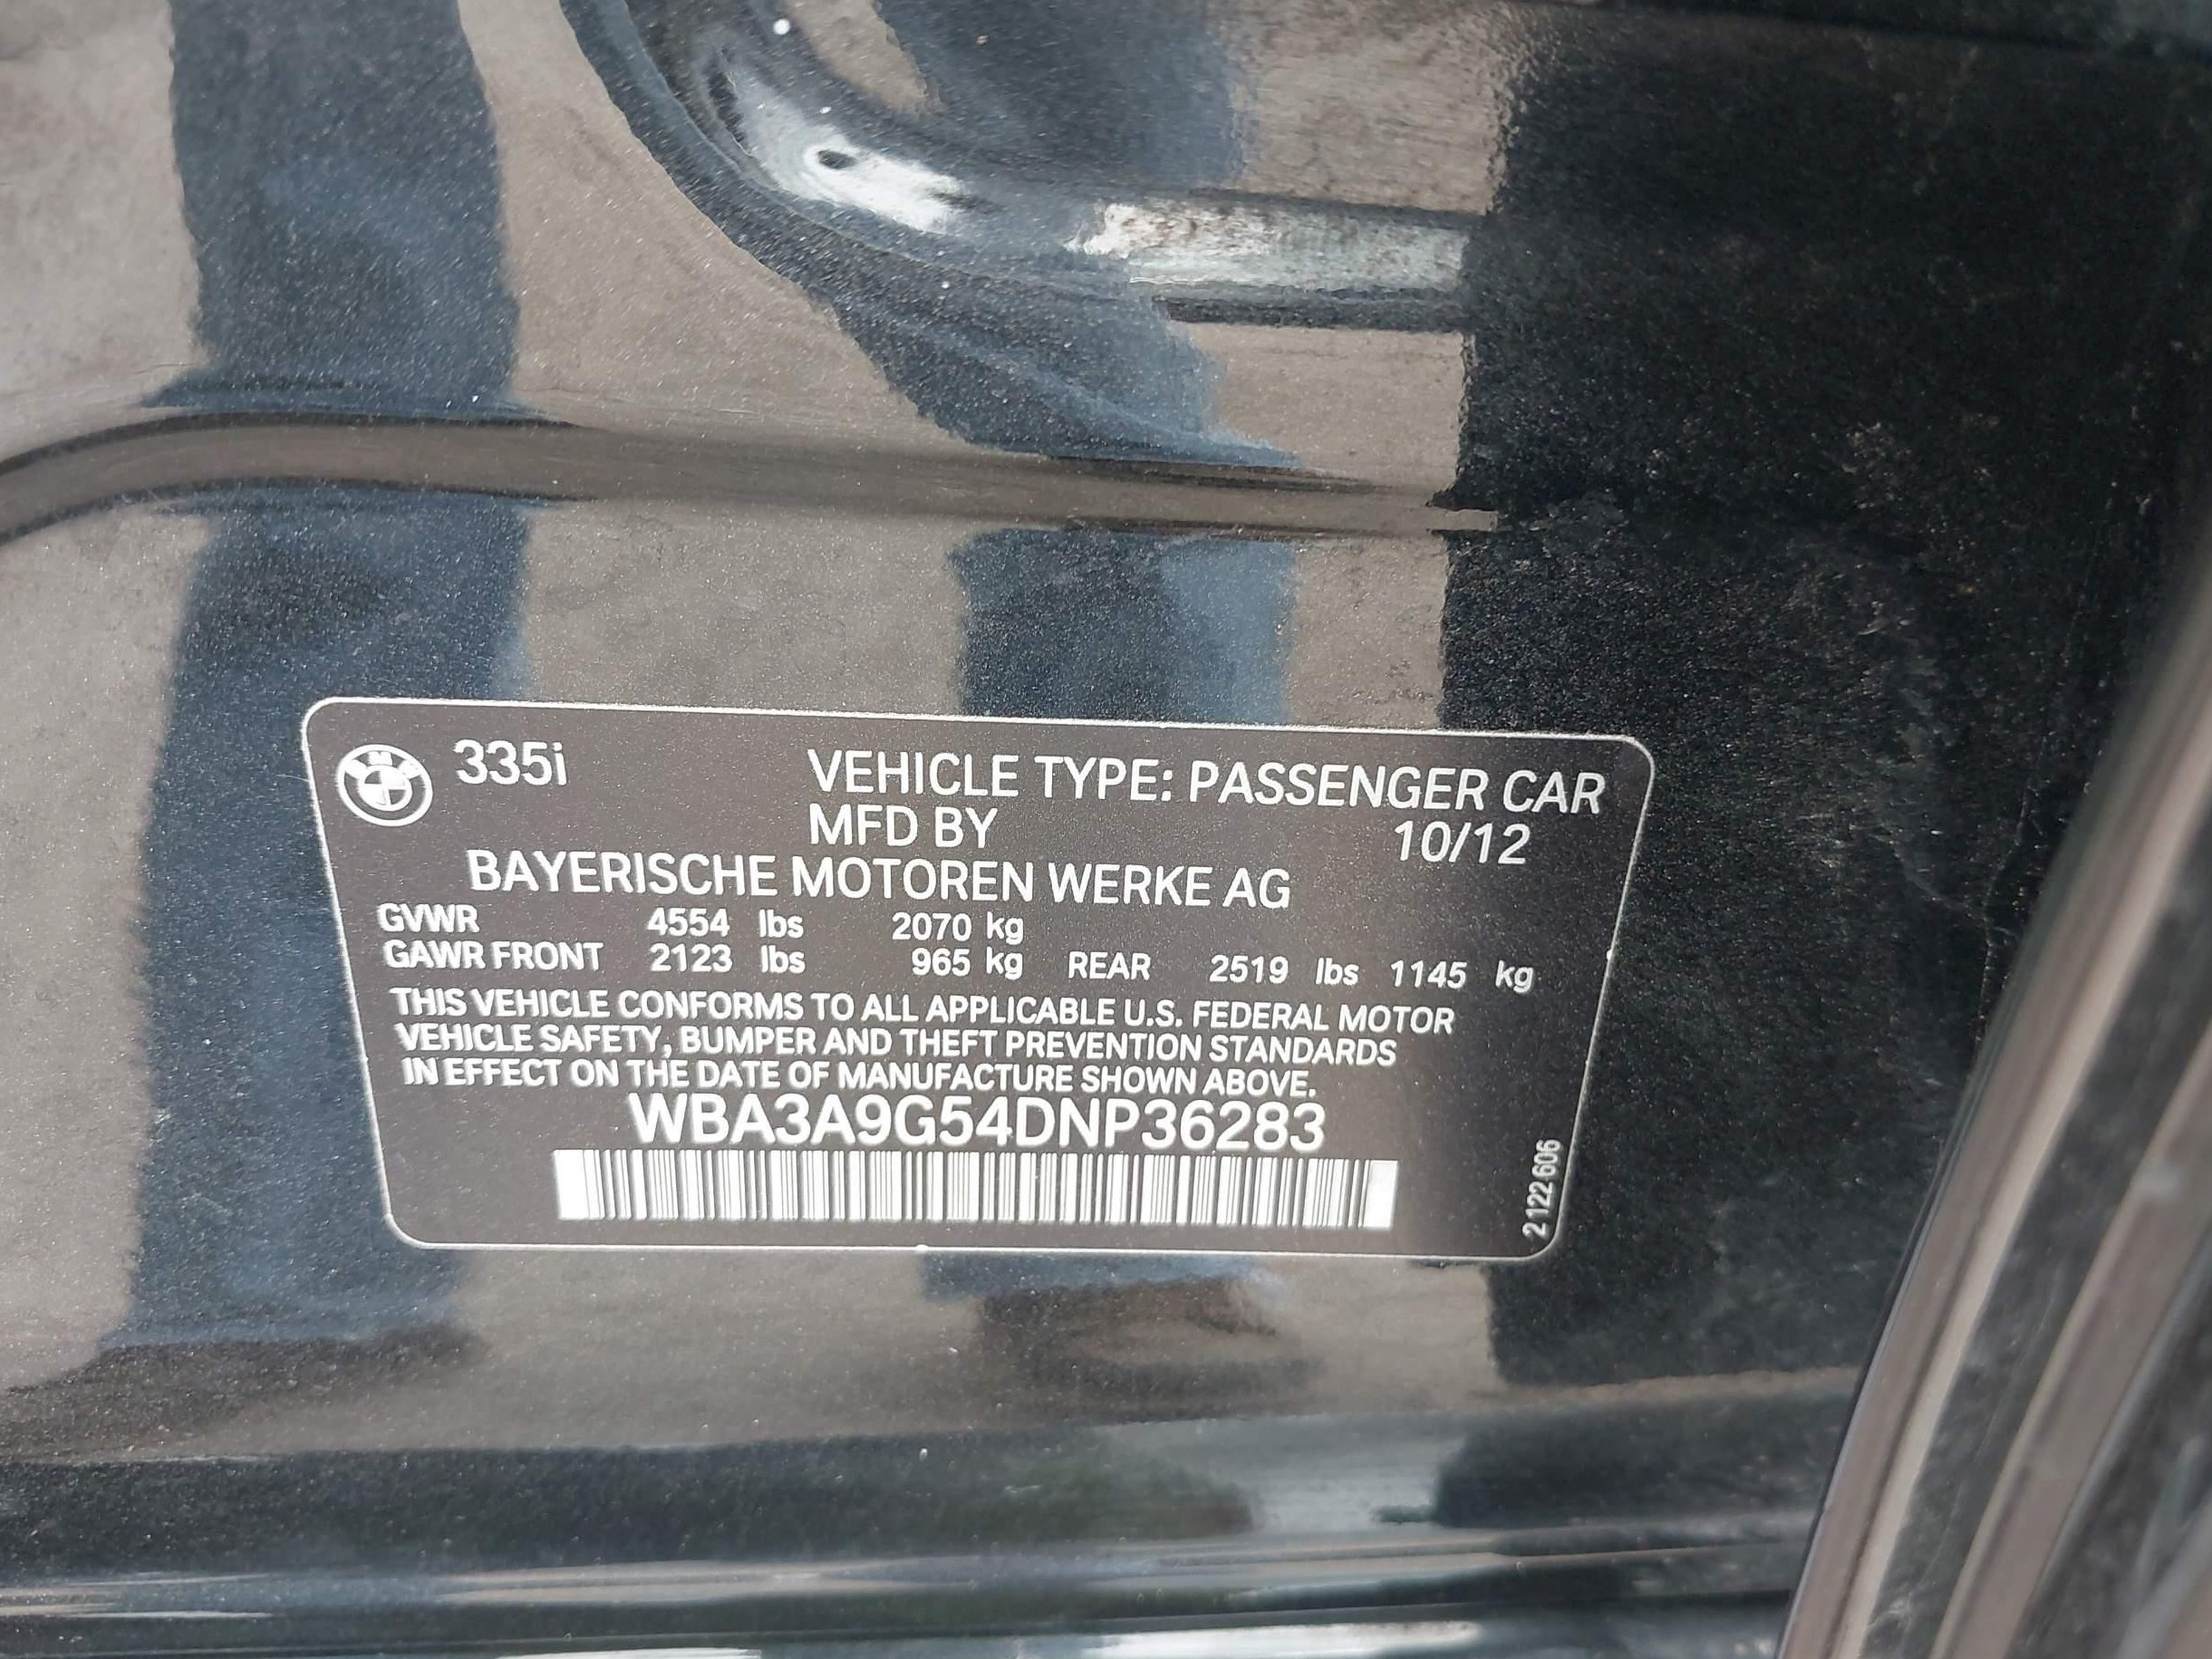 BMW 335i VEHICLE TYPE: PASSENGER CAR
MFD BY 10/12
BAYERISCHE MOTOREN WERKE AG
GVWR 4554 lbs 2070 kg
GAWR FRONT 2123 lbs 965 kg REAR 2519 lbs 1145 kg
THIS VEHICLE CONFORMS TO ALL APPLICABLE U.S. FEDERAL MOTOR
VEHICLE SAFETY, BUMPER AND THEFT PREVENTION STANDARDS
IN EFFECT ON THE DATE OF MANUFACTURE SHOWN ABOVE.
WBA3A9G54DNP36283
2 122 606